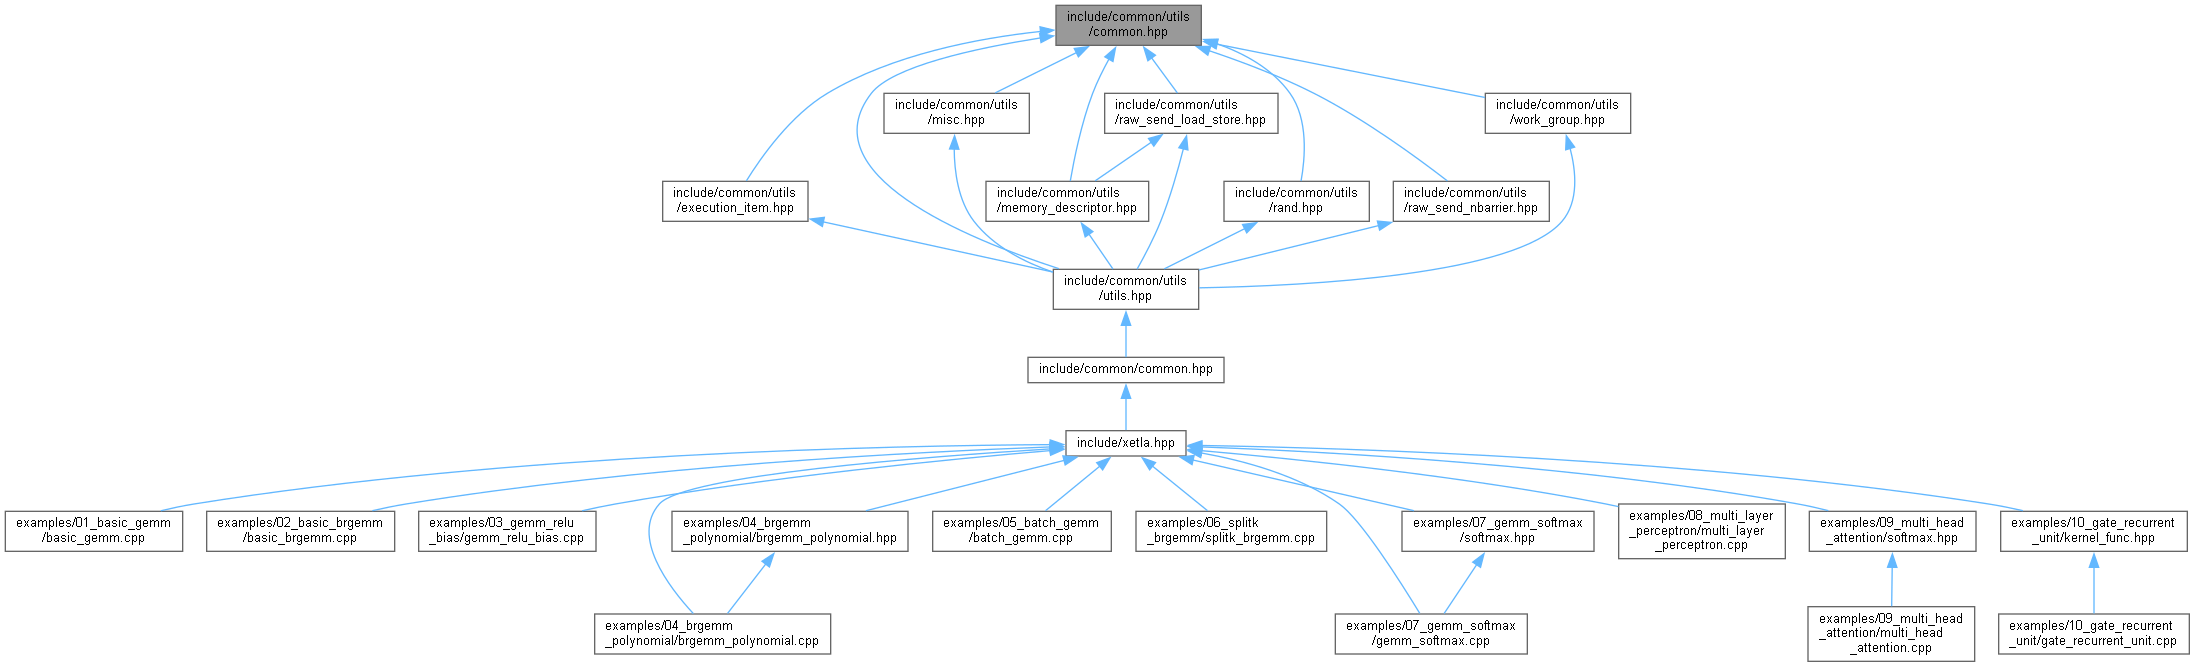 include/common/utils
/common.hpp
include/common/utils
/misc.hpp
include/common/utils
/raw_send_load_store.hpp
include/common/utils
/work_group.hpp
include/common/utils
/execution_item.hpp
include/common/utils
/memory_descriptor.hpp
include/common/utils
/rand.hpp
include/common/utils
/raw_send_nbarrier.hpp
include/common/utils
/utils.hpp
include/common/common.hpp
include/xetla.hpp
examples/01_basic_gemm
/basic_gemm.cpp
examples/02_basic_brgemm
/basic_brgemm.cpp
examples/03_gemm_relu
_bias/gemm_relu_bias.cpp
examples/04_brgemm
_polynomial/brgemm_polynomial.hpp
examples/05_batch_gemm
/batch_gemm.cpp
examples/06_splitk
_brgemm/splitk_brgemm.cpp
examples/07_gemm_softmax
/softmax.hpp
examples/08_multi_layer
_perceptron/multi_layer
_perceptron.cpp
examples/09_multi_head
_attention/softmax.hpp
examples/10_gate_recurrent
_unit/kernel_func.hpp
examples/04_brgemm
_polynomial/brgemm_polynomial.cpp
examples/07_gemm_softmax
/gemm_softmax.cpp
examples/09_multi_head
_attention/multi_head
_attention.cpp
examples/10_gate_recurrent
_unit/gate_recurrent_unit.cpp